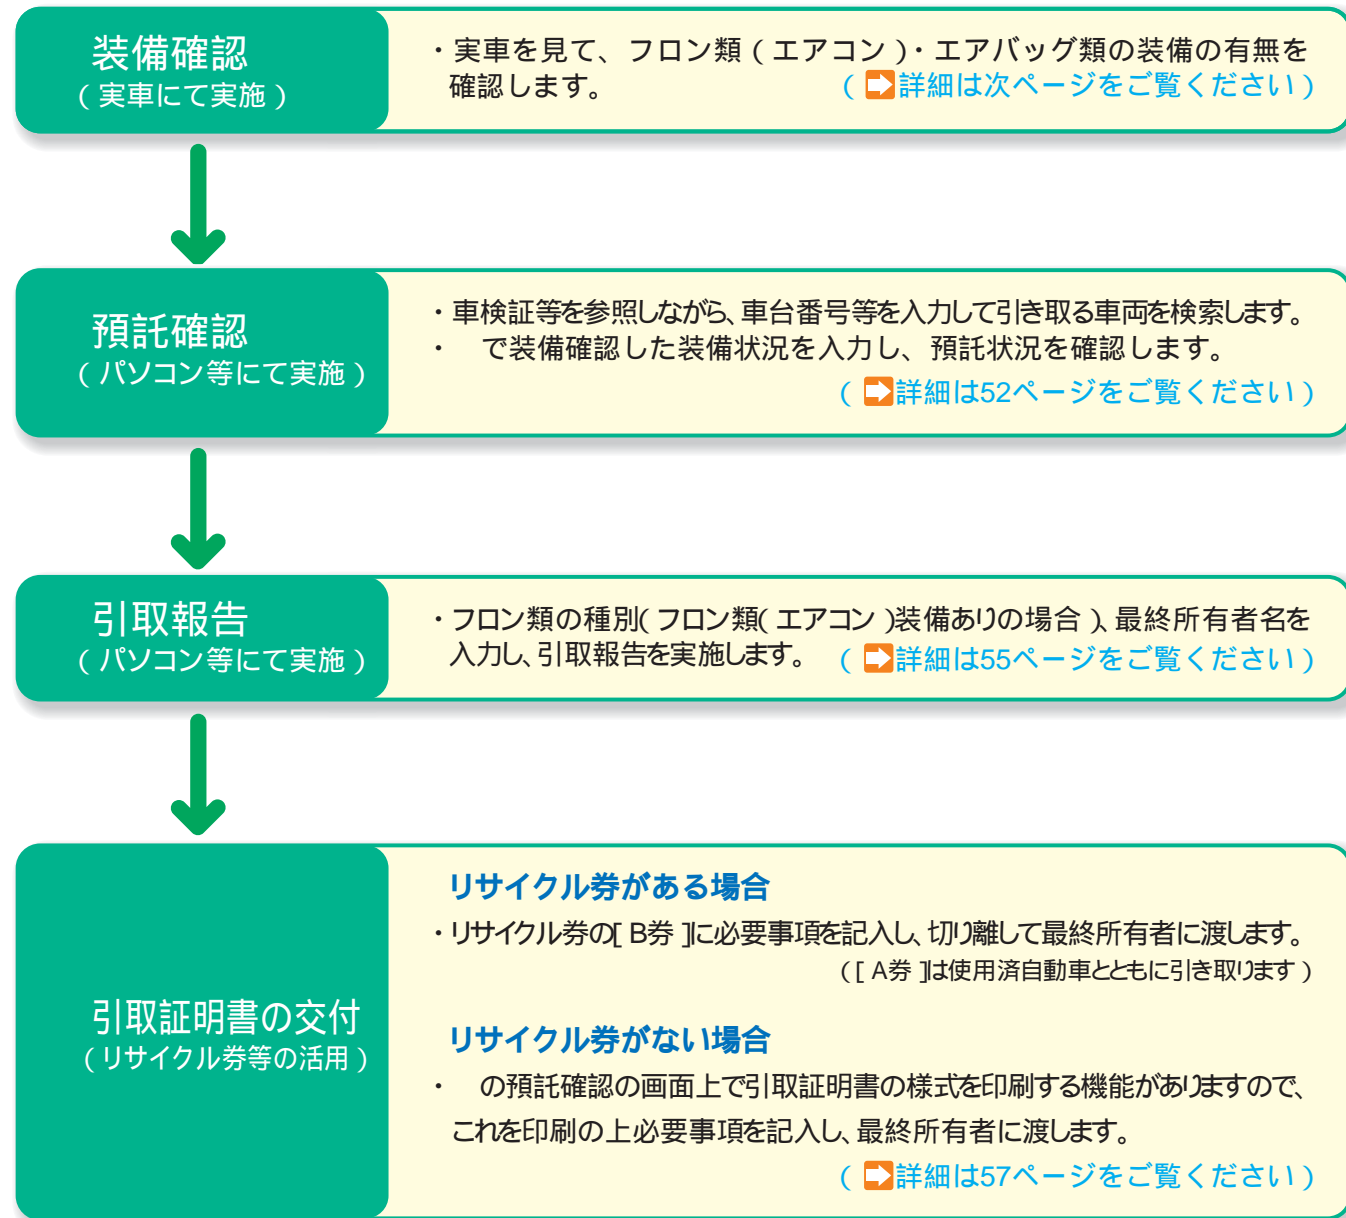 装備確認
（実車にて実施）
・実車を見て、フロン類（エアコン）・エアバッグ類の装備の有無を
確認します。
（➡詳細は次ページをご覧ください）
預託確認
（パソコン等にて実施）
・車検証等を参照しながら、車台番号等を入力して引き取る車両を検索します。
・　で装備確認した装備状況を入力し、預託状況を確認します。
（➡詳細は52ページをご覧ください）
引取報告
（パソコン等にて実施）
・フロン類の種別（フロン類（エアコン）装備ありの場合）、最終所有者名を
入力し、引取報告を実施します。
（➡詳細は55ページをご覧ください）
引取証明書の交付
（リサイクル券等の活用）
リサイクル券がある場合
・リサイクル券の［B券］に必要事項を記入し、切り離して最終所有者に渡します。
（［A券］は使用済自動車とともに引き取ります）
リサイクル券がない場合
・　の預託確認の画面上で引取証明書の様式を印刷する機能がありますので、
これを印刷の上必要事項を記入し、最終所有者に渡します。
（➡詳細は57ページをご覧ください）